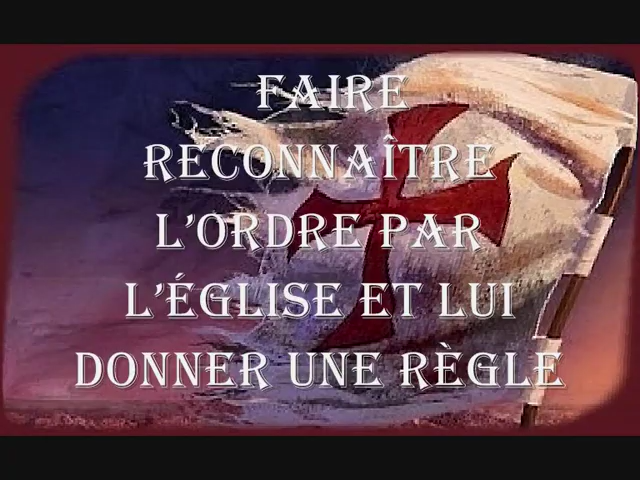 FAIRE
RECONNAÎTRE
L'ORDRE PAR
L'ÉGLISE ET LUI
DONNER UNE RÈGLE